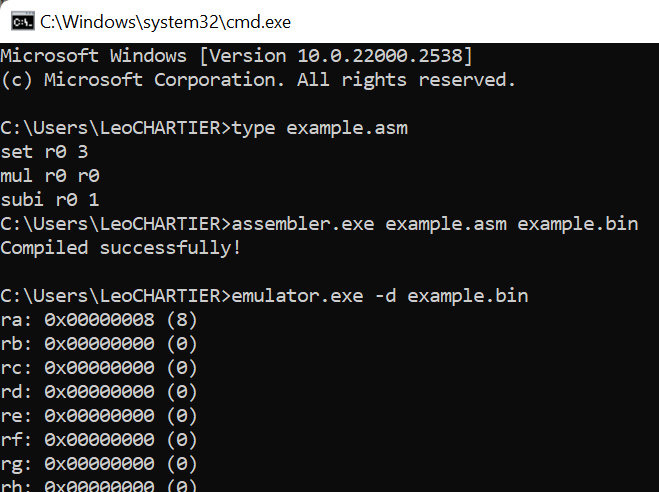 C:\Windows\system32\cmd.exe
Microsoft Windows [Version 10.0.22000.2538]
(c) Microsoft Corporation. All rights reserved.
C:\Users\LeoCHARTIER>type example.asm
set r0 3
mul r0 r0
subi r0 1
C:\Users\LeoCHARTIER>assembler.exe example.asm example.bin
Compiled successfully!
C:\Users\LeoCHARTIER>emulator.exe -d example.bin
ra: 0x00000008 (8)
rb: 0x00000000 (0)
rc: 0x00000000 (0)
rd: 0x00000000 (0)
re: 0x00000000 (0)
rf: 0x00000000 (0)
rg: 0x00000000 (0)
rh: 0x00000000 (0)